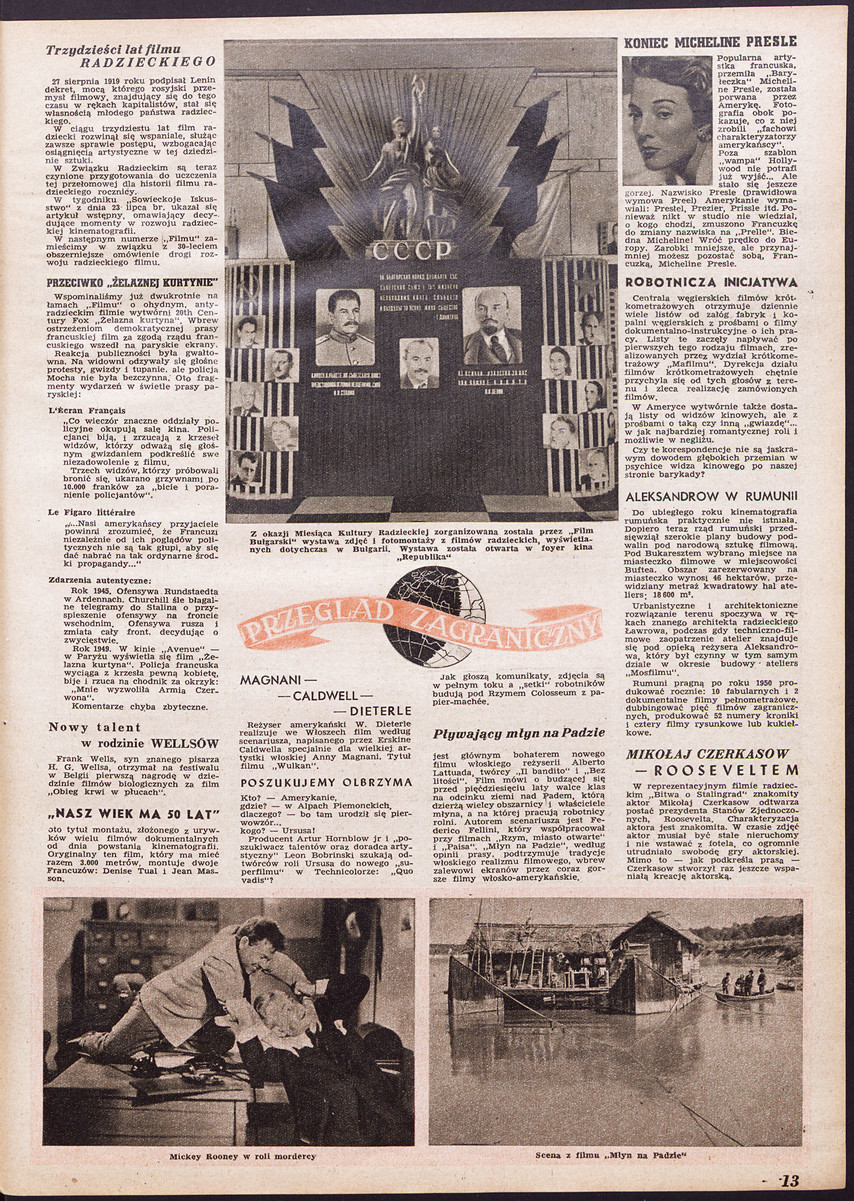 Trzydzieści lat filmu
RADZIECKIEGO
27 sierpnia 1919 roku podpisał Lenin
dekret, mocą którego rosyjski prze-
mysł filmowy, znajdujący się do tego
czasu w rękach kapitalistów, stał się
własnością młodego państwa radziec-
kiego.
W ciągu trzydziestu lat film ra-
dziecki rozwinął się wspaniale, służąc
zawsze sprawie postępu, wzbogacając
osiągnięcia artystyczne w tej dziedzi-
nie sztuki.
W Związku Radzieckim są teraz
czynione przygotowania do uczczenia
tej przełomowej dla historii filmu ra-
dzieckiego rocznicy.
W tygodniku „Sowieckoje Iskus-
stwo" z dnia 23 lipca br. ukazał się
artykuł wstępny, omawiający decy-
dujące momenty w rozwoju radziec-
kiej kinematografii.
W następnym numerze „Filmu" za-
mieścimy w związku z 30-leciem
obszerniejsze omówienie drogi roz-
woju radzieckiego filmu.
PRZECIWKO „ŻELAZNEJ KURTYNIE"
Wspominaliśmy już dwukrotnie na
łamach „Filmu" o ohydnym, anty-
radzieckim filmie wytwórni 20th Cen-
tury Fox „Żelazna kurtyna". Wbrew
ostrzeżeniom demokratycznej prasy
francuskiej film za zgodą rządu fran-
cuskiego wszedł na paryskie ekrany.
Reakcja publiczności była gwałto-
wna. Na widowni odzywały się głośne
protesty, gwizdy i tupanie, ale policja
Mocha nie była bezczynna. Oto frag-
menty wydarzeń w świetle prasy pa-
ryskiej:
L'Écran Français
„Co wieczór znaczne oddziały po-
licyjne okupują salę kina. Poli-
cjanci biją, i zrzucają z krzeseł
widzów, którzy odważą się głoś-
nym gwizdaniem podkreślić swe
niezadowolenie z filmu.
Trzech widzów, którzy próbowali
bronić się, ukarano grzywnami po
10.000 franków za „bicie i pora-
nienie policjantów".
Le Figaro littéraire
„...Nasi amerykańscy przyjaciele
powinni zrozumieć, że Francuzi
niezależnie od ich poglądów poli-
tycznych nie są tak głupi, aby się
dać nabrać na tak ordynarne środ-
ki propagandy..."
Zdarzenia autentyczne:
Rok 1945. Ofensywa Rundstaedta
w Ardennach. Churchill śle błagal-
ne telegramy do Stalina o przy-
spieszenie ofensywy na froncie
wschodnim. Ofensywa rusza i
zmiata cały front, decydując o
zwycięstwie.
Rok 1949. W kinie „Avenue" —
w Paryżu wyświetla się film „Że-
lazna kurtyna". Policja francuska
wyciąga z krzesła pewną kobietę,
bije i rzuca na chodnik za okrzyk:
„Mnie wyzwoliła Armia Czer-
wona".
Komentarze chyba zbyteczne.
Nowy talent
w rodzinie WELLSÓW
Frank Wells, syn znanego pisarza
H. G. Wellsa, otrzymał na festiwalu
w Belgii pierwszą nagrodę w dzie-
dzinie filmów biologicznych za film
„Obieg krwi w płucach".
„NASZ WIEK MA 50 LAT"
oto tytuł montażu, złożonego z uryw-
ków wielu filmów dokumentalnych
od dnia powstania kinematografii.
Oryginalny ten film, który ma mieć
razem 3.000 metrów, montuje dwoje
Francuzów: Denise Tual i Jean Mas-
son.
СССР
Z okazji Miesiąca Kultury Radzieckiej zorganizowana została przez „Film
Bułgarski" wystawa zdjęć i fotomontaży z filmów radzieckich, wyświetla-
nych dotychczas w Bułgarii. Wystawa została otwarta w foyer kina
„Republika"
PRZEGLĄD ZAGRANICZNY
MAGNANI —
— CALDWELL —
— DIETERLE
Reżyser amerykański W. Dieterle
realizuje we Włoszech film według
scenariusza, napisanego przez Erskine
Caldwella specjalnie dla wielkiej ar-
tystki włoskiej Anny Magnani. Tytuł
filmu „Wulkan".
POSZUKUJEMY OLBRZYMA
Kto? — Amerykanie,
gdzie? — w Alpach Piemonckich,
dlaczego? — bo tam urodził się pier-
wowzór...
kogo? — Ursusa!
Producent Artur Hornblow jr i „po-
szukiwacz talentów oraz doradca arty-
styczny" Leon Bobrinski szukają od-
twórców roli Ursusa do nowego „su-
perfilmu" w Technicolorze: „Quo
vadis"?
Jak głoszą komunikaty, zdjęcia są
w pełnym toku a „setki" robotników
budują pod Rzymem Colosseum z pa-
pier-machée.
Pływający młyn na Padzie
jest głównym bohaterem nowego
filmu włoskiego reżyserii Alberto
Lattuada, twórcy „Il bandito" i „Bez
litości". Film mówi o budzącej się
przed pięćdziesięciu laty walce klas
na odcinku ziemi nad Padem, którą
dzierżą wielcy obszarnicy i właściciele
młyna, a na której pracują robotnicy
rolni. Autorem scenariusza jest Fe-
derico Fellini, który współpracował
przy filmach „Rzym, miasto otwarte"
i „Paisa". „Młyn na Padzie", według
opinii prasy, podtrzymuje tradycje
włoskiego realizmu filmowego, wbrew
zalewowi ekranów przez coraz gor-
sze filmy włosko-amerykańskie.
KONIEC MICHELINE PRESLE
Popularna arty-
stka francuska,
przemiła „Bary-
łeczka" Micheli-
ne Presle, została
porwana przez
Amerykę. Foto-
grafia obok po-
kazuje, co z niej
zrobili „fachowi
charakteryzatorzy
amerykańscy".
Poza szablon
„wampa" Holly-
wood nie potrafi
już wyjść... Ale
stało się jeszcze
gorzej. Nazwisko Presle (prawidłowa
wymowa Preel) Amerykanie wyma-
wiali: Presłel, Prezier, Prissle itd. Po-
nieważ nikt w studio nie wiedział,
o kogo chodzi, zmuszono Francuzkę
do zmiany nazwiska na „Prelle". Bie-
dna Micheline! Wróć prędko do Eu-
ropy. Zarobki mniejsze, ale przynaj-
mniej możesz pozostać sobą, Fran-
cuzką, Micheline Presle.
ROBOTNICZA INICJATYWA
Centrala węgierskich filmów krót-
kometrażowych otrzymuje dziennie
wiele listów od załóg fabryk i ko-
palni węgierskich z prośbami o filmy
dokumentalno-instrukcyjne o ich pra-
cy. Listy te zaczęły napływać po
pierwszych tego rodzaju filmach, zre-
alizowanych przez wydział krótkome-
trażowy „Mafilmu". Dyrekcja działu
filmów krótkometrażowych chętnie
przychyla się od tych głosów z tere-
nu i zleca realizację zamówionych
filmów.
W Ameryce wytwórnie także dosta-
ją listy od widzów kinowych, ale z
prośbami o taką czy inną „gwiazdę"...
w jak najbardziej romantycznej roli i
możliwie w negliżu.
Czy te korespondencje nie są jaskra-
wym dowodem głębokich przemian w
psychice widza kinowego po naszej
stronie barykady?
ALEKSANDROW W RUMUNII
Do ubiegłego roku kinematografia
rumuńska praktycznie nie istniała.
Dopiero teraz rząd rumuński przed-
sięwziął szerokie plany budowy pod-
walin pod narodową sztukę filmową.
Pod Bukaresztem wybrano miejsce na
miasteczko filmowe w miejscowości
Buftea. Obszar zarezerwowany na
miasteczko wynosi 46 hektarów, prze-
widziany metraż kwadratowy hal ate-
liers: 18 600 m².
Urbanistyczne i architektoniczne
rozwiązanie terenu spoczywa w rę-
kach znanego architekta radzieckiego
Ławrowa, podczas gdy techniczno-fil-
mowe zaopatrzenie atelier znajduje
się pod opieką reżysera Aleksandro-
wa, który był czynny w tym samym
dziale w okresie budowy ateliers
„Mosfilmu".
Rumuni pragną po roku 1950 pro-
dukować rocznie: 10 fabularnych i 2
dokumentalne filmy pełnometrażowe,
dubbingować pięć filmów zagranicz-
nych, produkować 52 numery kroniki
i cztery filmy rysunkowe lub kukieł-
kowe.
MIKOŁAJ CZERKASOW
— ROOSEVELTEM
W reprezentacyjnym filmie radziec-
kim „Bitwa o Stalingrad" znakomity
aktor Mikołaj Czerkasow odtwarza
postać prezydenta Stanów Zjednoczo-
nych, Roosevelta. Charakteryzacja
aktora jest znakomita. W czasie zdjęć
aktor musiał być stale nieruchomy
i nie wstawać z fotela, co ogromnie
utrudniało swobodę gry aktorskiej.
Mimo to — jak podkreśla prasa —
Czerkasow stworzył raz jeszcze wspa-
niałą kreację aktorską.
Mickey Rooney w roli mordercy
Scena z filmu „Młyn na Padzie"
13